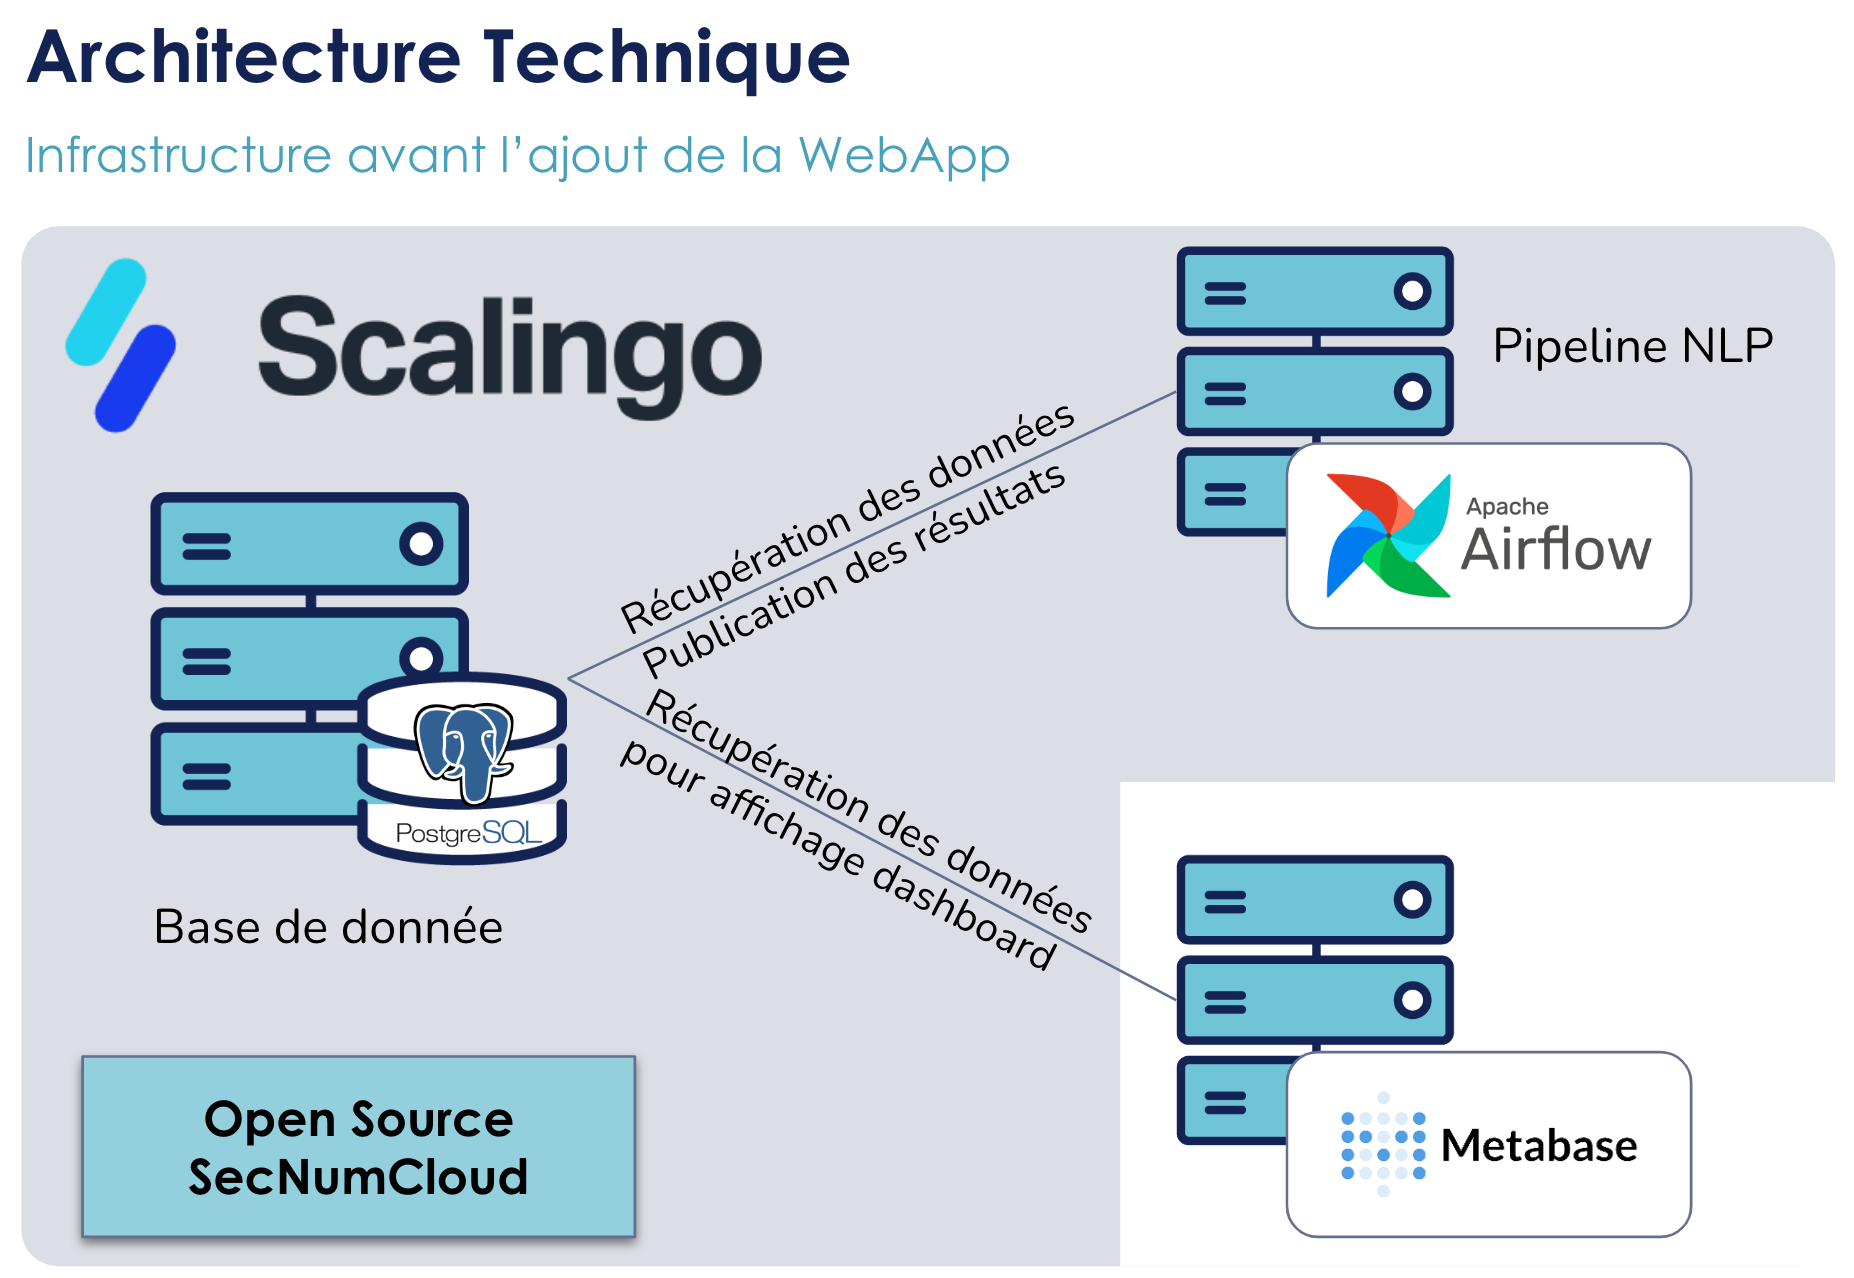 Architecture Technique
Infrastructure avant l’ajout de la WebApp
Scalingo
Pipeline NLP
Apache
Airflow
Récupération des données
Publication des résultats
Récupération des données
pour affichage dashboard
PostgreSQL
Base de donnée
Open Source
SecNumCloud
Metabase